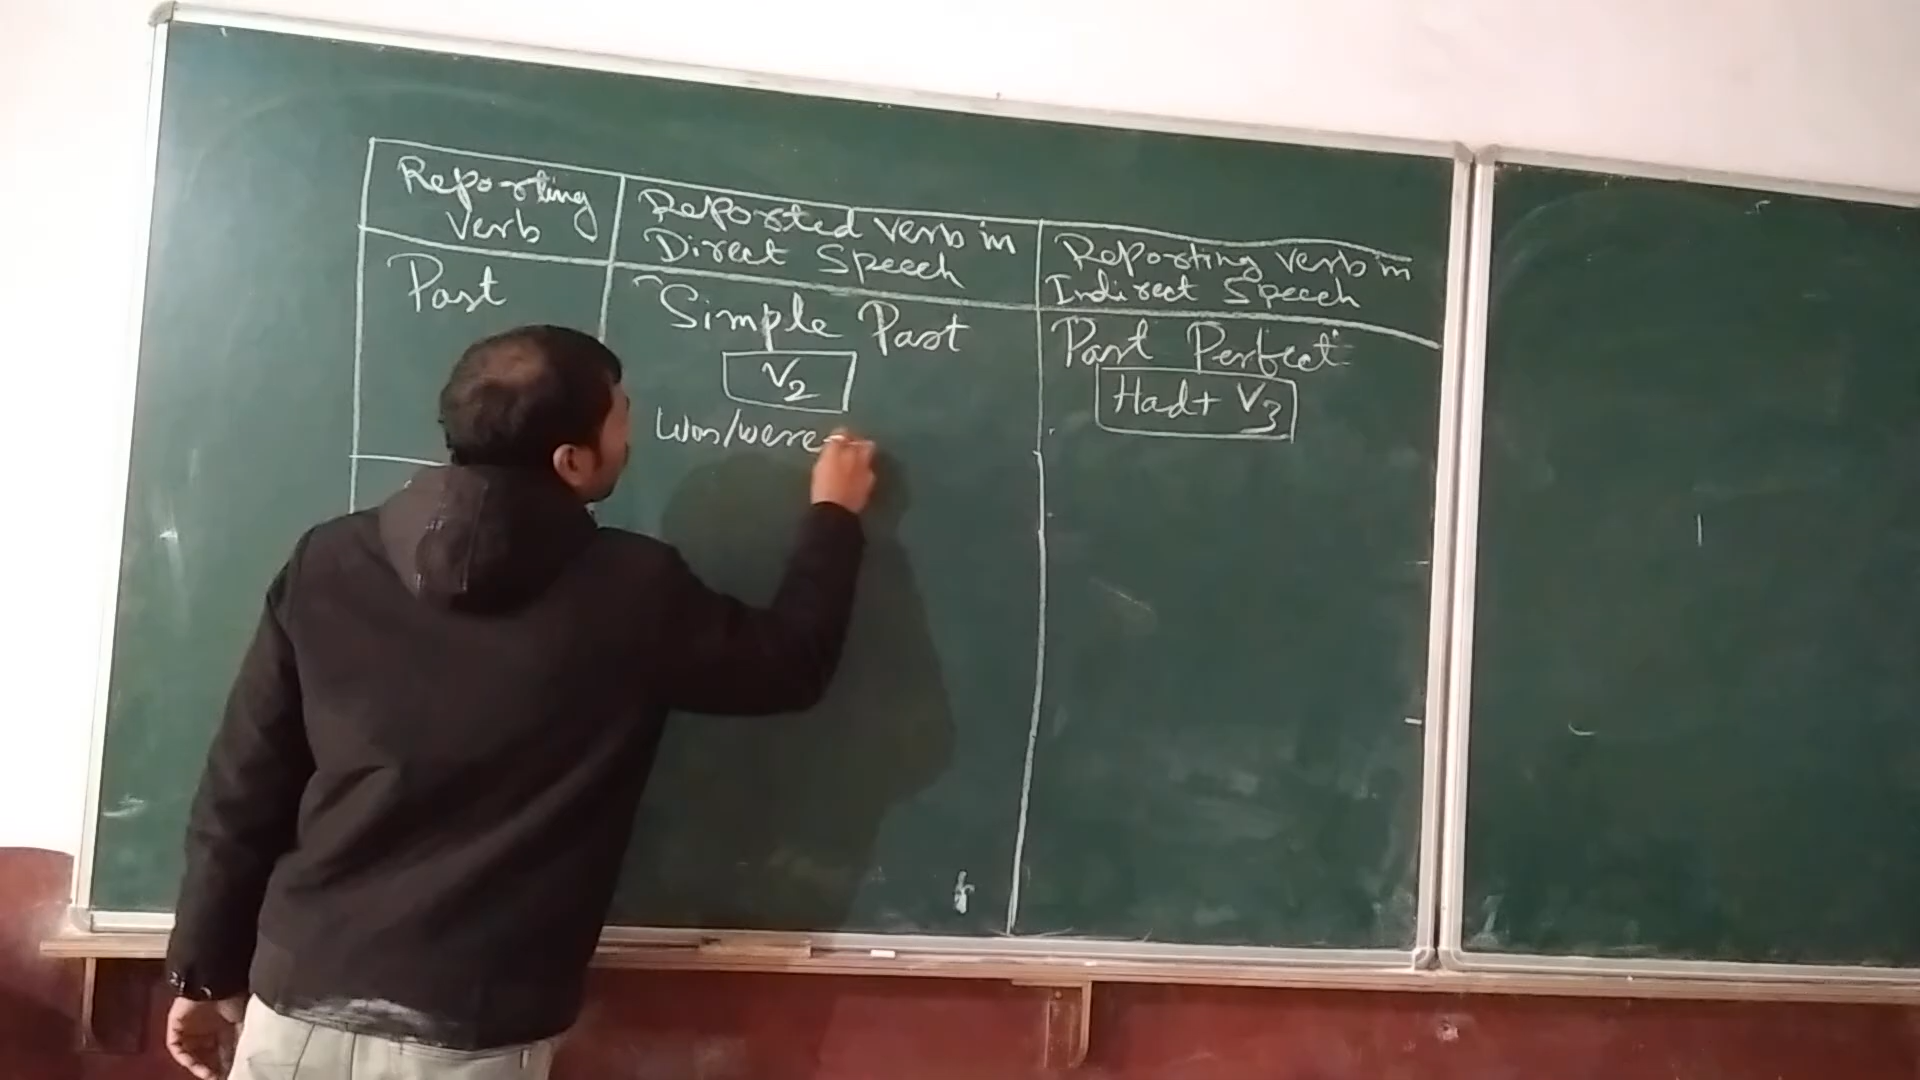 Reporting
Verb
Reported verb in
Direct Speech
Reporting verb in
Indirect Speech
Past
Simple Past
V2
Was/were
Past Perfect
Had + V3